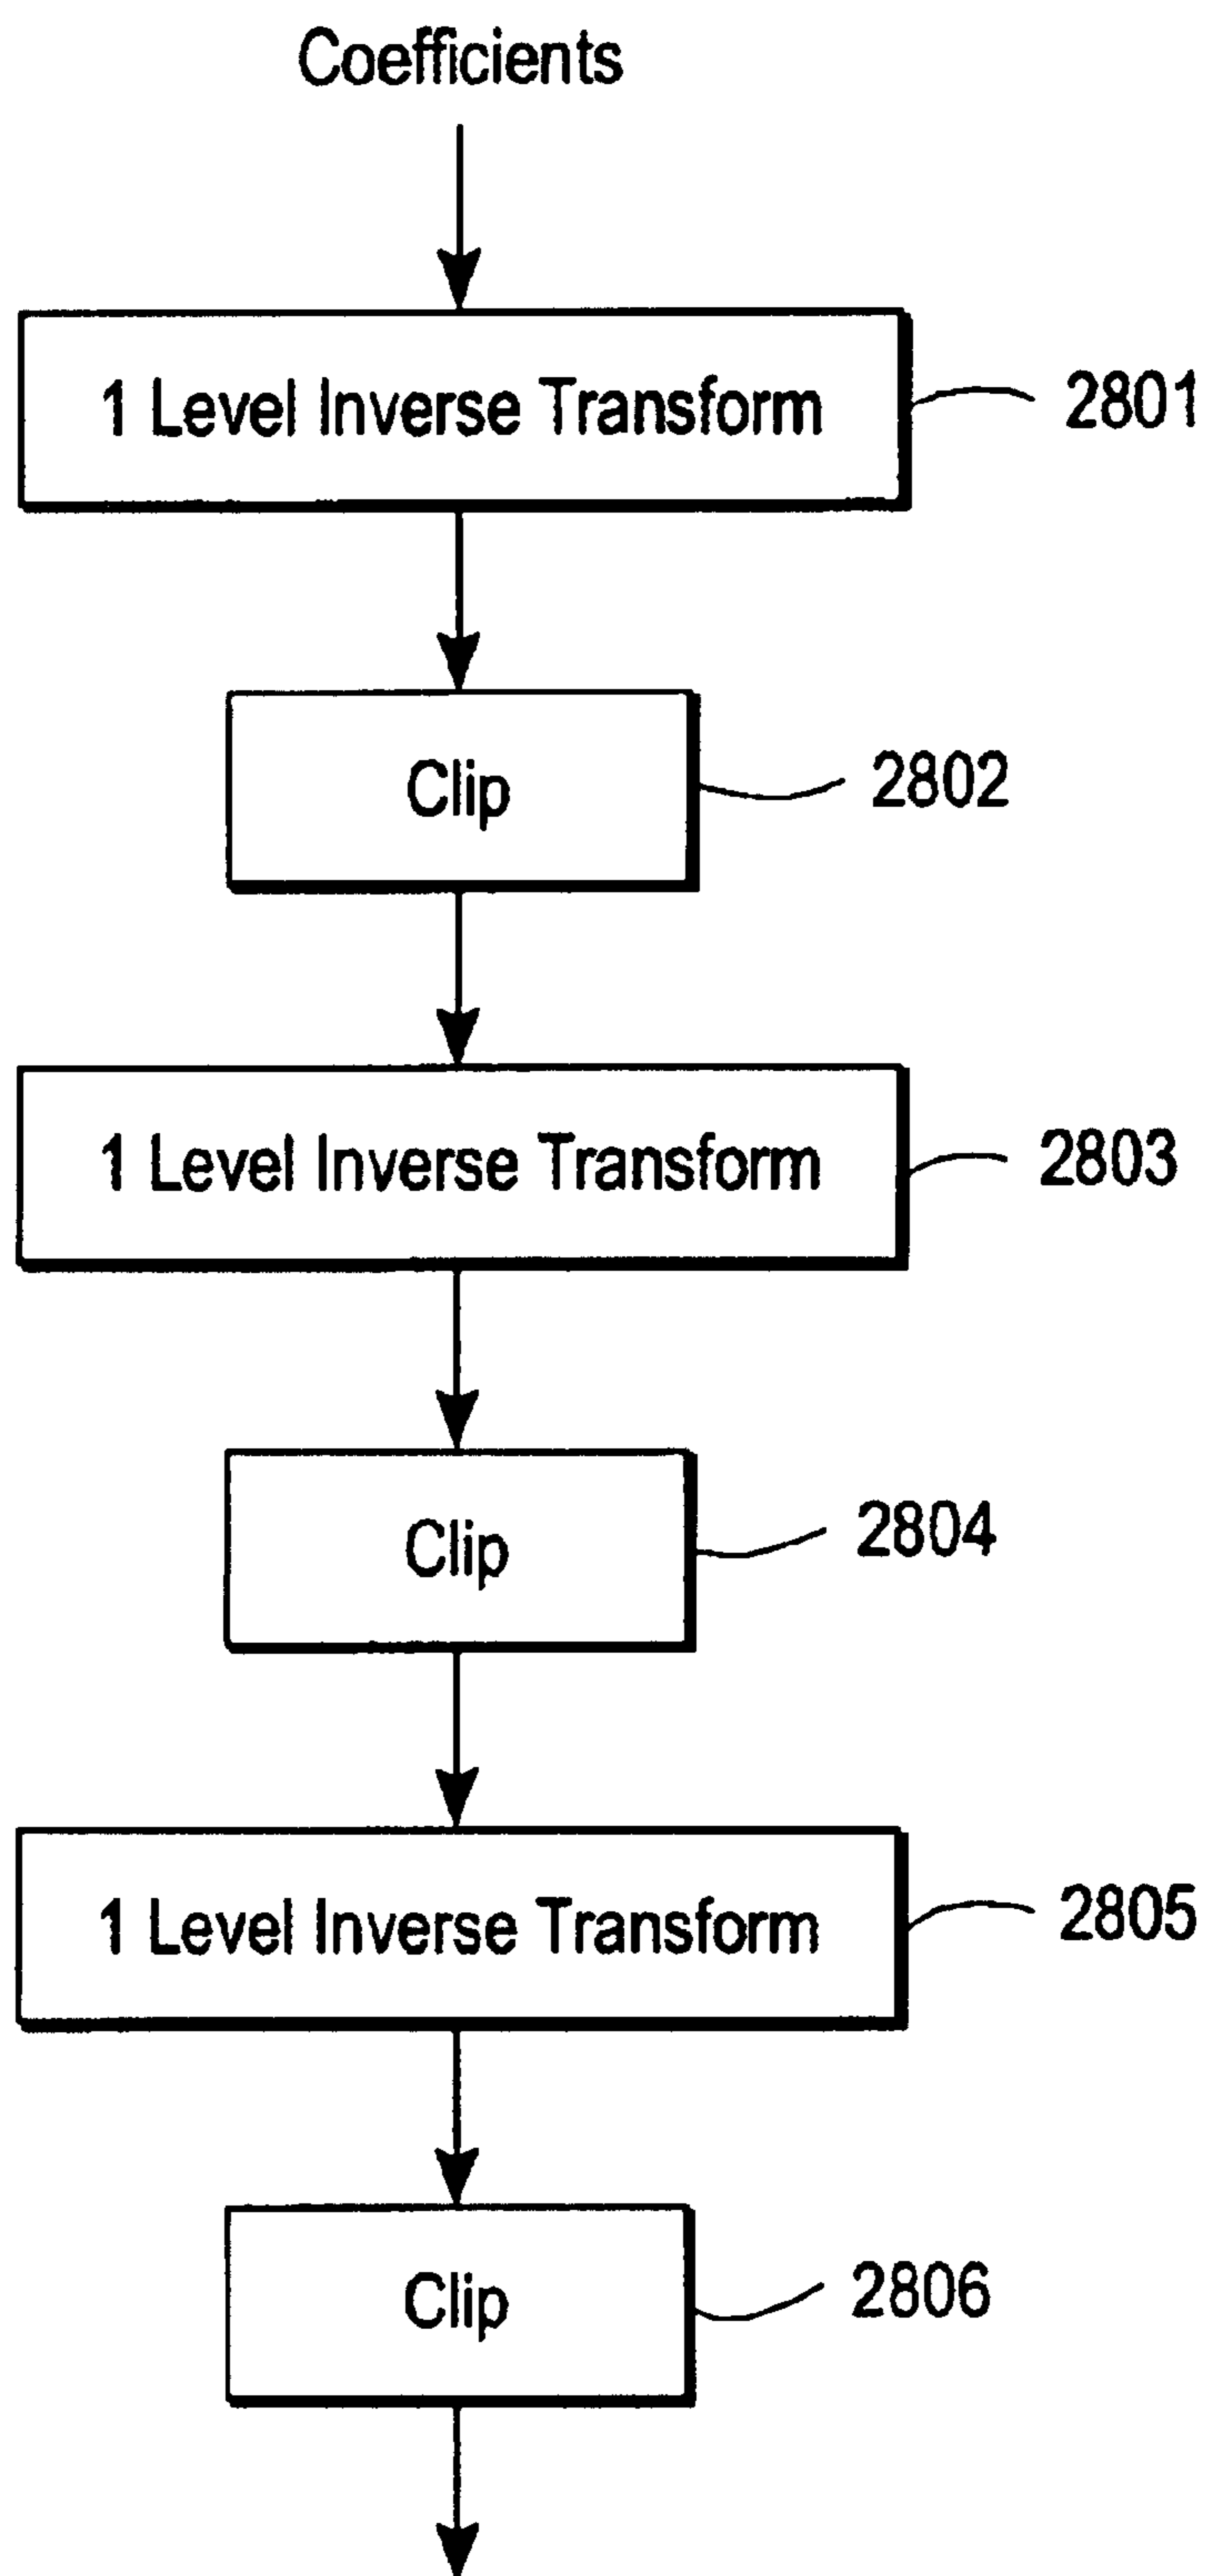 Coefficients
1 Level Inverse Transform
2801
Clip
2802
1 Level Inverse Transform
2803
Clip
2804
1 Level Inverse Transform
2805
Clip
2806